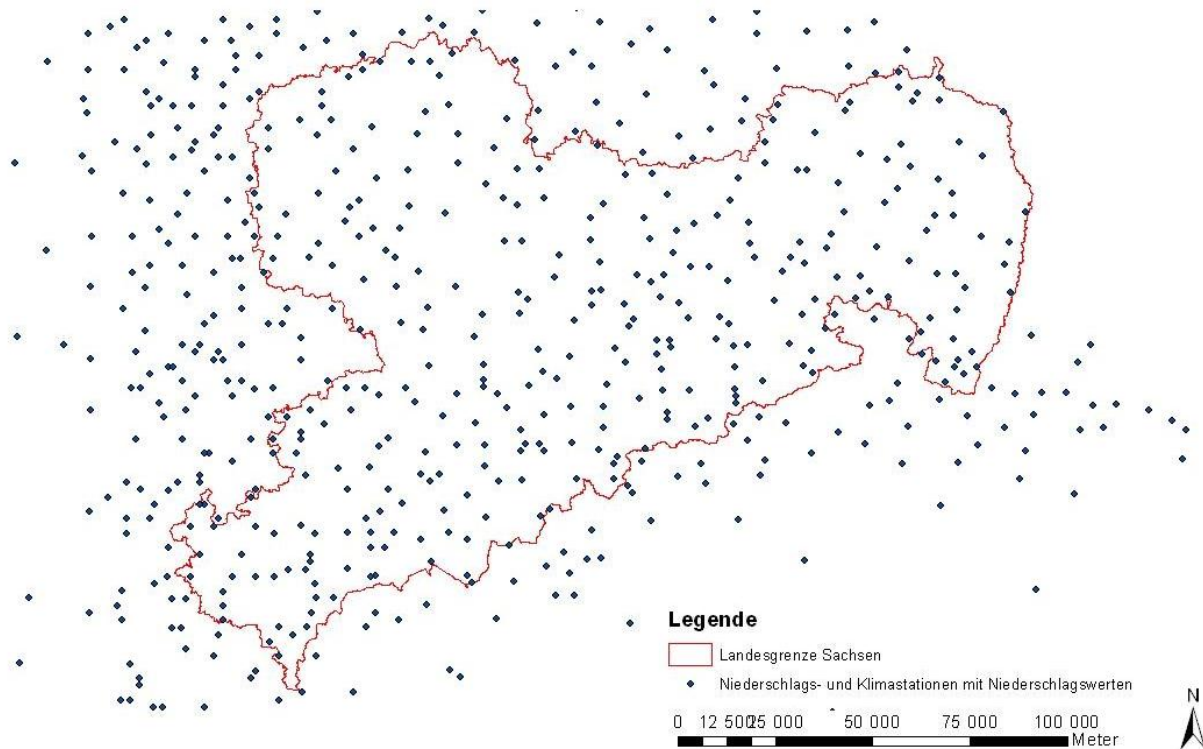 Legende
Landesgrenze Sachsen
Niederschlags- und Klimastationen mit Niederschlagswerten
N
0 12 500 25 000 50 000 75 000 100 000
Meter